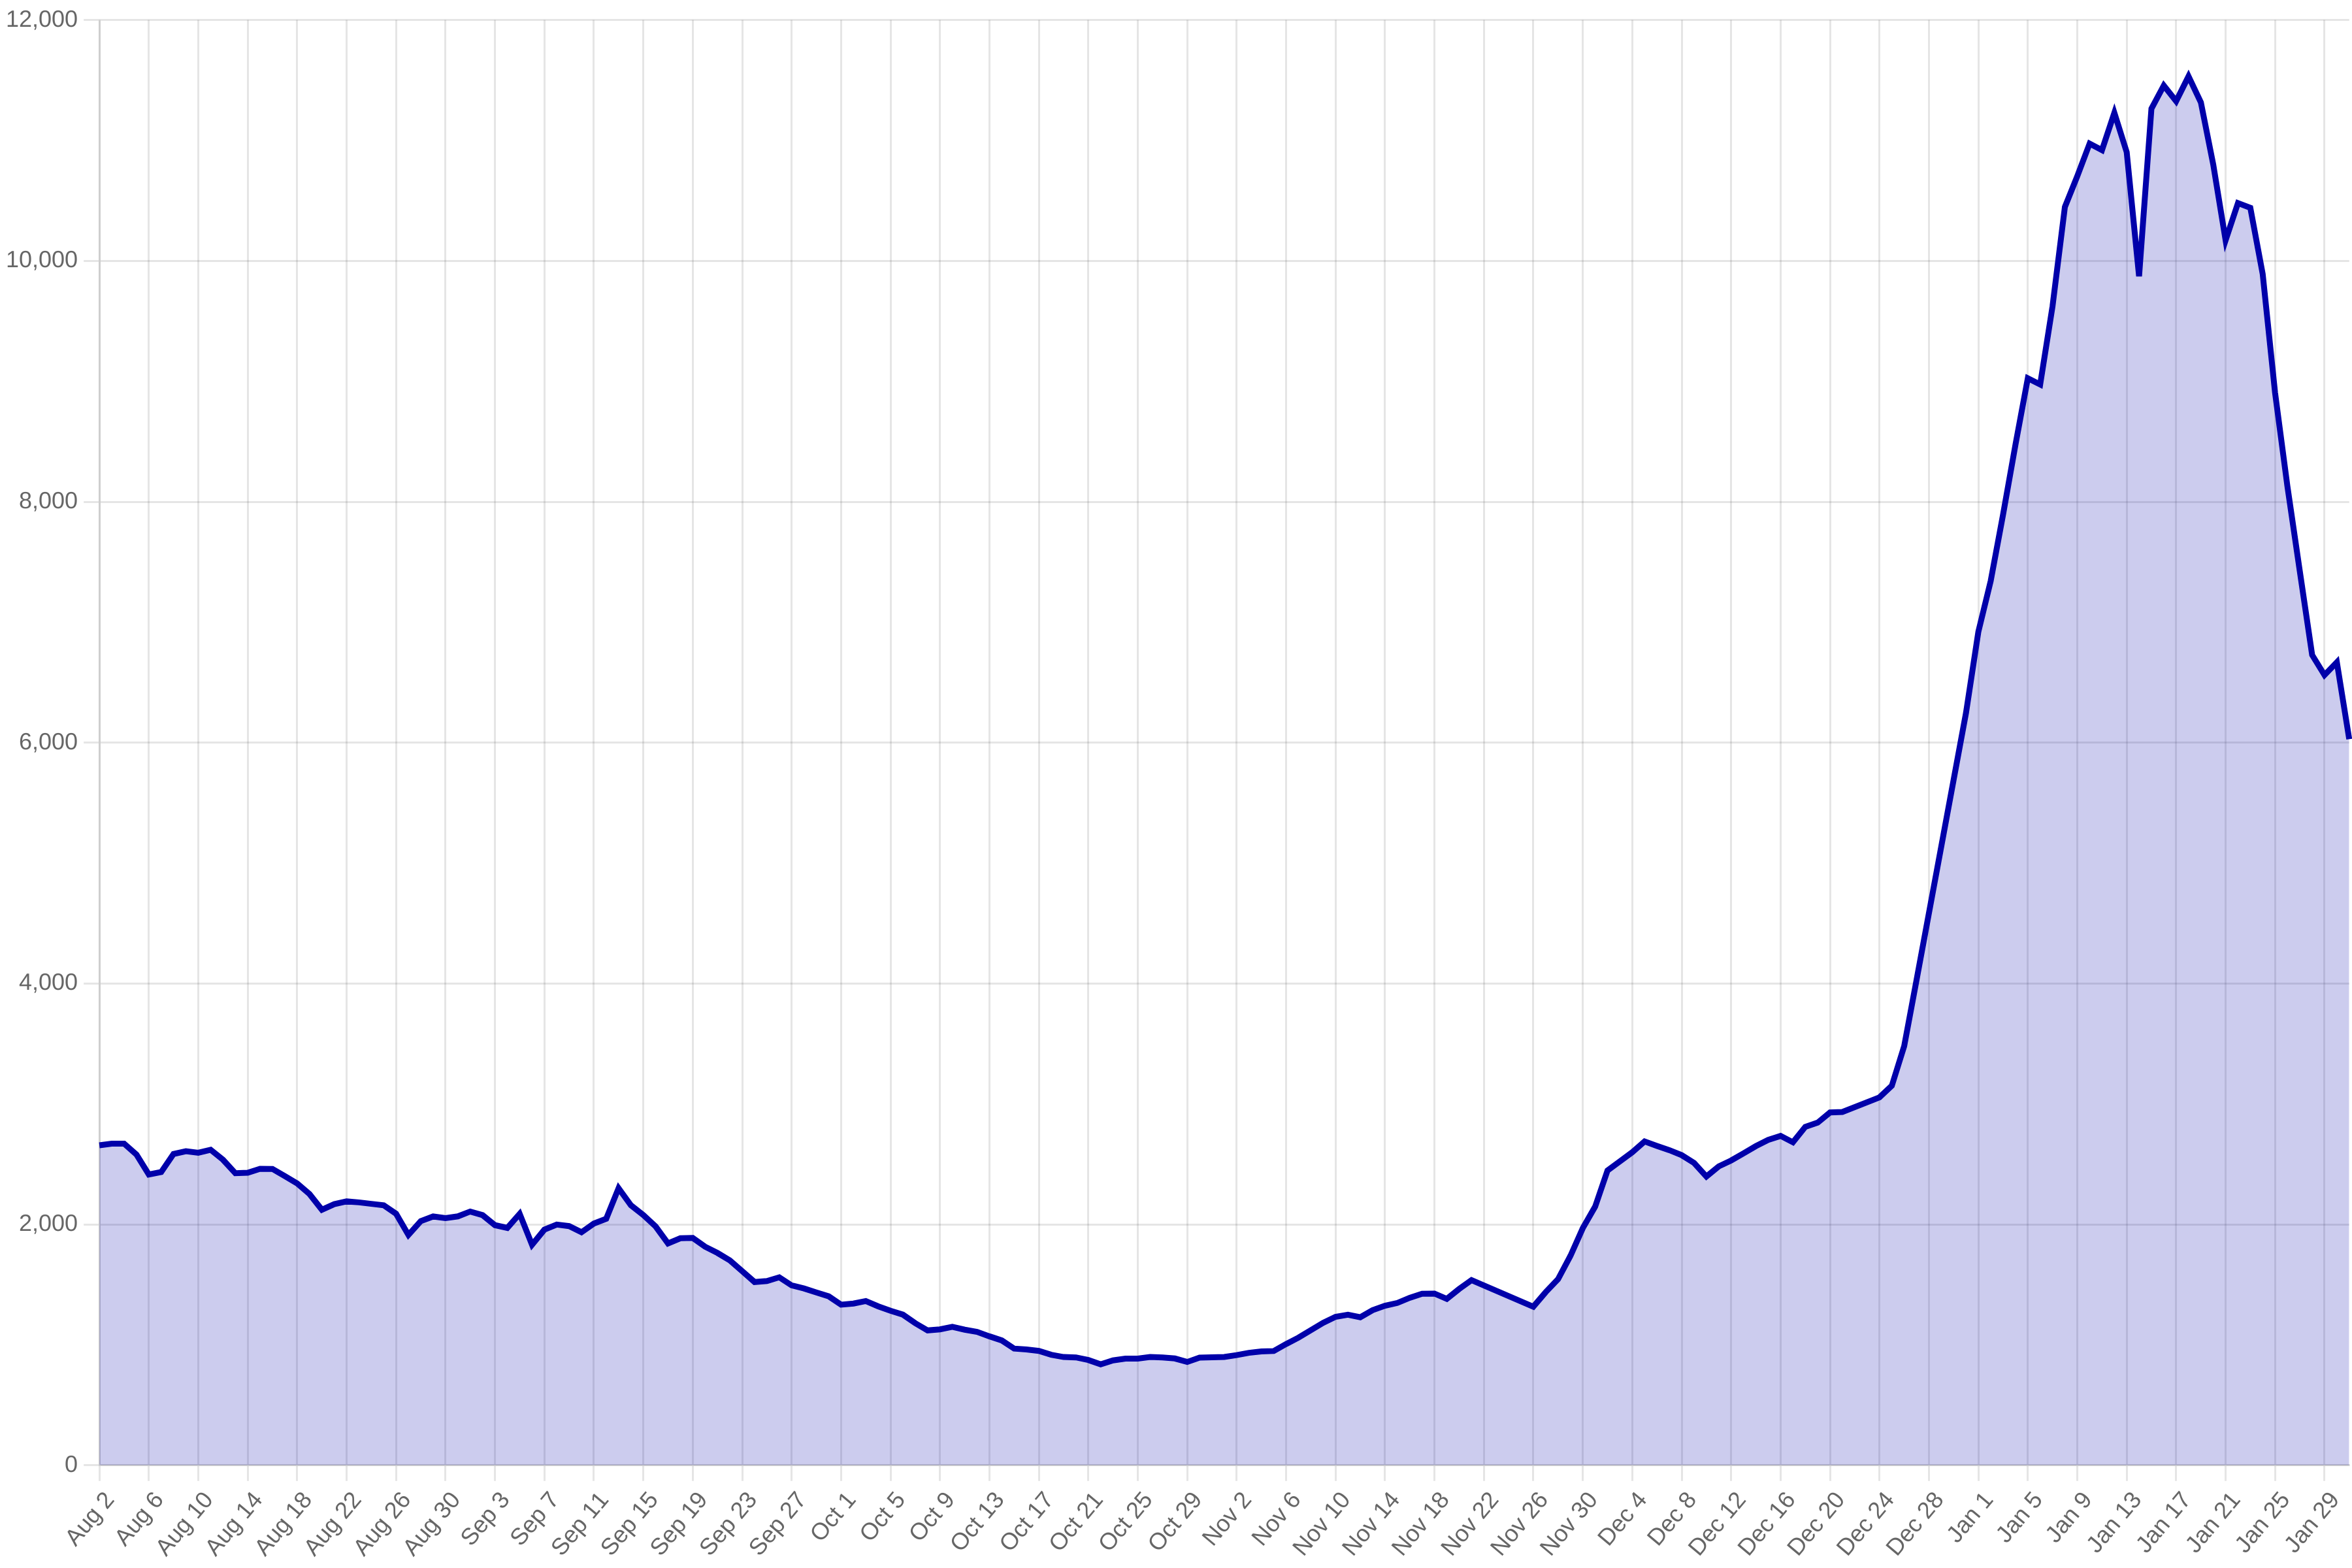 12,000
10,000
8,000
6,000
4,000
2,000
0
Aug 2
Aug 6
Aug 10
Aug 14
Aug 18
Aug 22
Aug 26
Aug 30
Sep 3
Sep 7
Sep 11
Sep 15
Sep 19
Sep 23
Sep 27
Oct 1
Oct 5
Oct 9
Oct 13
Oct 17
Oct 21
Oct 25
Oct 29
Nov 2
Nov 6
Nov 10
Nov 14
Nov 18
Nov 22
Nov 26
Nov 30
Dec 4
Dec 8
Dec 12
Dec 16
Dec 20
Dec 24
Dec 28
Jan 1
Jan 5
Jan 9
Jan 13
Jan 17
Jan 21
Jan 25
Jan 29